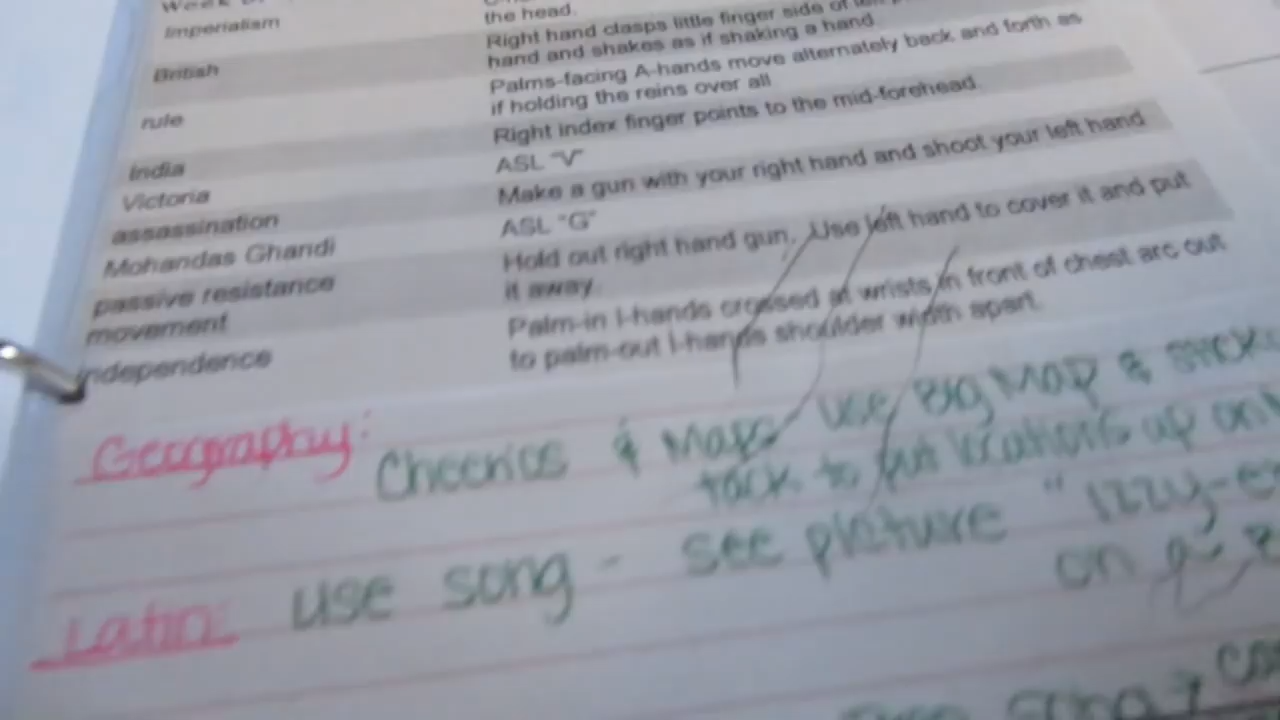 Imperialism
the head.
Right hand clasps little finger side of left
British
hand and shakes as if shaking a hand.
Palms-facing A-hands move alternately back and forth as
rule
if holding the reins over all
India
Right index finger points to the mid-forehead.
Victoria
ASL "V"
assassination
Make a gun with your right hand and shoot your left hand.
Mohandas Ghandi
ASL "G"
passive resistance
Hold out right hand gun. Use left hand to cover it and put
movement
it away.
independence
Palm-in I-hands crossed at wrists in front of chest arc out
to palm-out I-hands shoulder width apart.
Geography: Cheerios & Maps use Big Map &
tack to put locations up on
Latin: use song - see picture "Izzy-
on
song